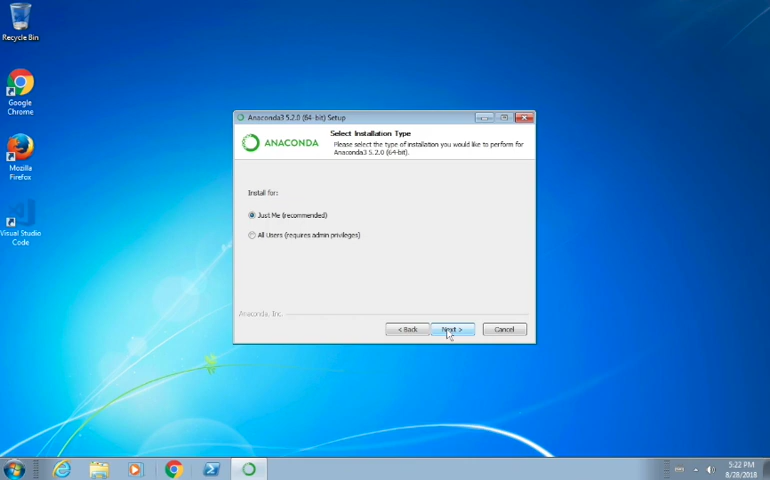 Recycle Bin
Google
Chrome
Mozilla
Firefox
Visual Studio
Code
Anaconda3 5.2.0 (64-bit) Setup
ANACONDA
Select Installation Type
Please select the type of installation you would like to perform for
Anaconda3 5.2.0 (64-bit).
Install for:
Just Me (recommended)
All Users (requires admin privileges)
Anaconda, Inc.
< Back
Next >
Cancel
5:22 PM
8/28/2018